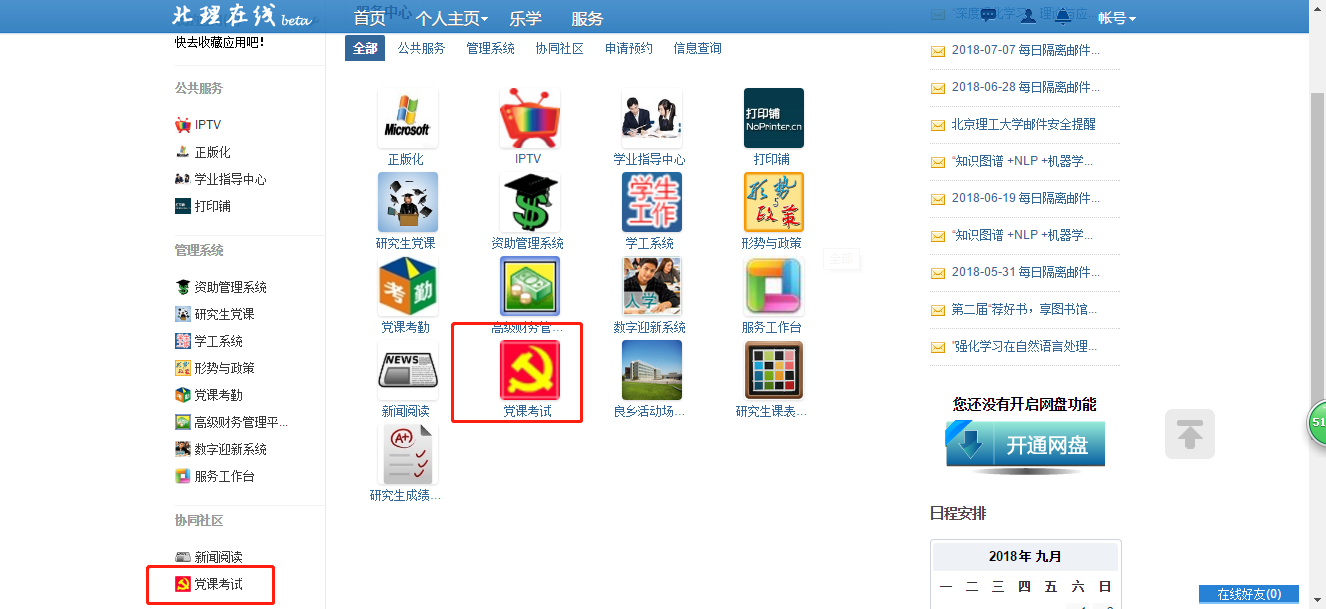 北理在线 beta
首页 个人主页 乐学 服务 帐号
快去收藏应用吧!
公共服务
IPTV
正版化
学业指导中心
打印铺
管理系统
资助管理系统
研究生党课
学工系统
形势与政策
党课考勤
高级财务管理平...
数字迎新系统
服务工作台
协同社区
新闻阅读
党课考试
全部 公共服务 管理系统 协同社区 申请预约 信息查询
Microsoft
打印铺
NoPrinter.cn
正版化 IPTV 学业指导中心 打印铺
学生
工作
形势
与
政策
研究生党课 资助管理系统 学工系统 形势与政策
考勤
入学
党课考勤 高级财务管... 数字迎新系统 服务工作台
NEWS
新闻阅读 党课考试 良乡活动场... 研究生课表...
A+
研究生成绩...
全部
2018-07-07 每日隔离邮件...
2018-06-28 每日隔离邮件...
北京理工大学邮件安全提醒
“知识图谱 +NLP +机器学...
2018-06-19 每日隔离邮件...
“知识图谱 +NLP +机器学...
2018-05-31 每日隔离邮件...
第二届“荐好书，享图书馆...
“强化学习在自然语言处理...
您还没有开启网盘功能
开通网盘
日程安排
2018年 九月
一 二 三 四 五 六 日
51
在线好友(0)